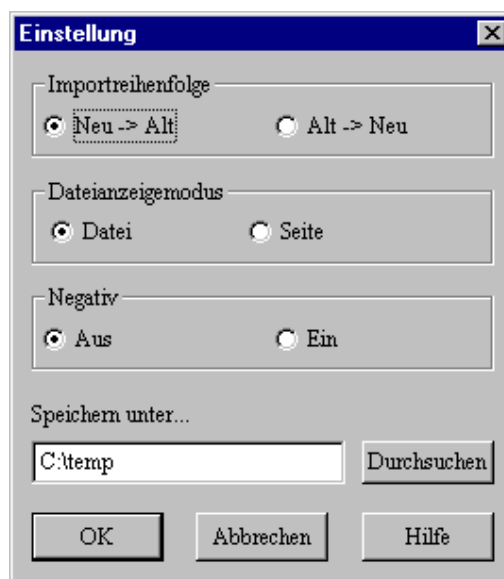 Einstellung
Importreihenfolge
Neu -> Alt Alt -> Neu
Dateianzeigemodus
Datei Seite
Negativ
Aus Ein
Speichern unter...
C:\temp Durchsuchen
OK Abbrechen Hilfe